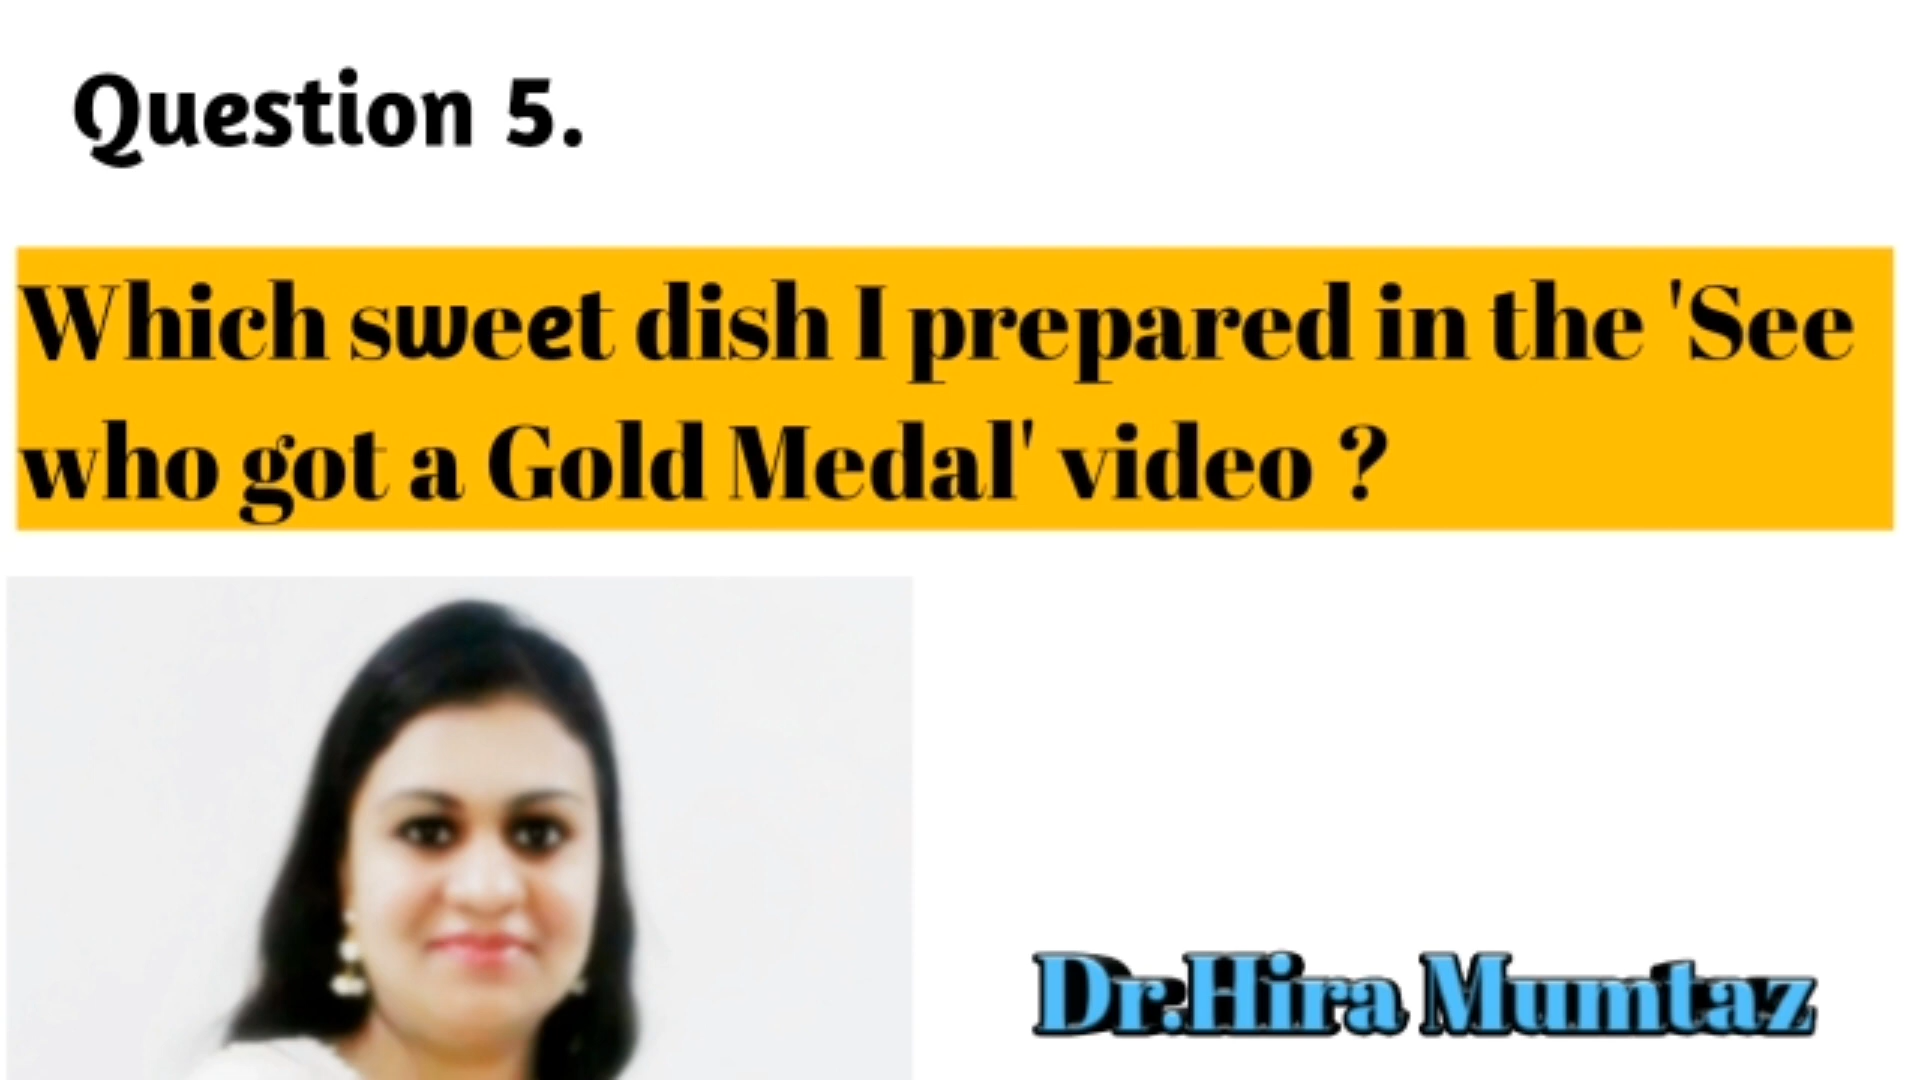 Question 5.
Which sweet dish I prepared in the 'See
who got a Gold Medal' video ?
Dr.Hira Mumtaz